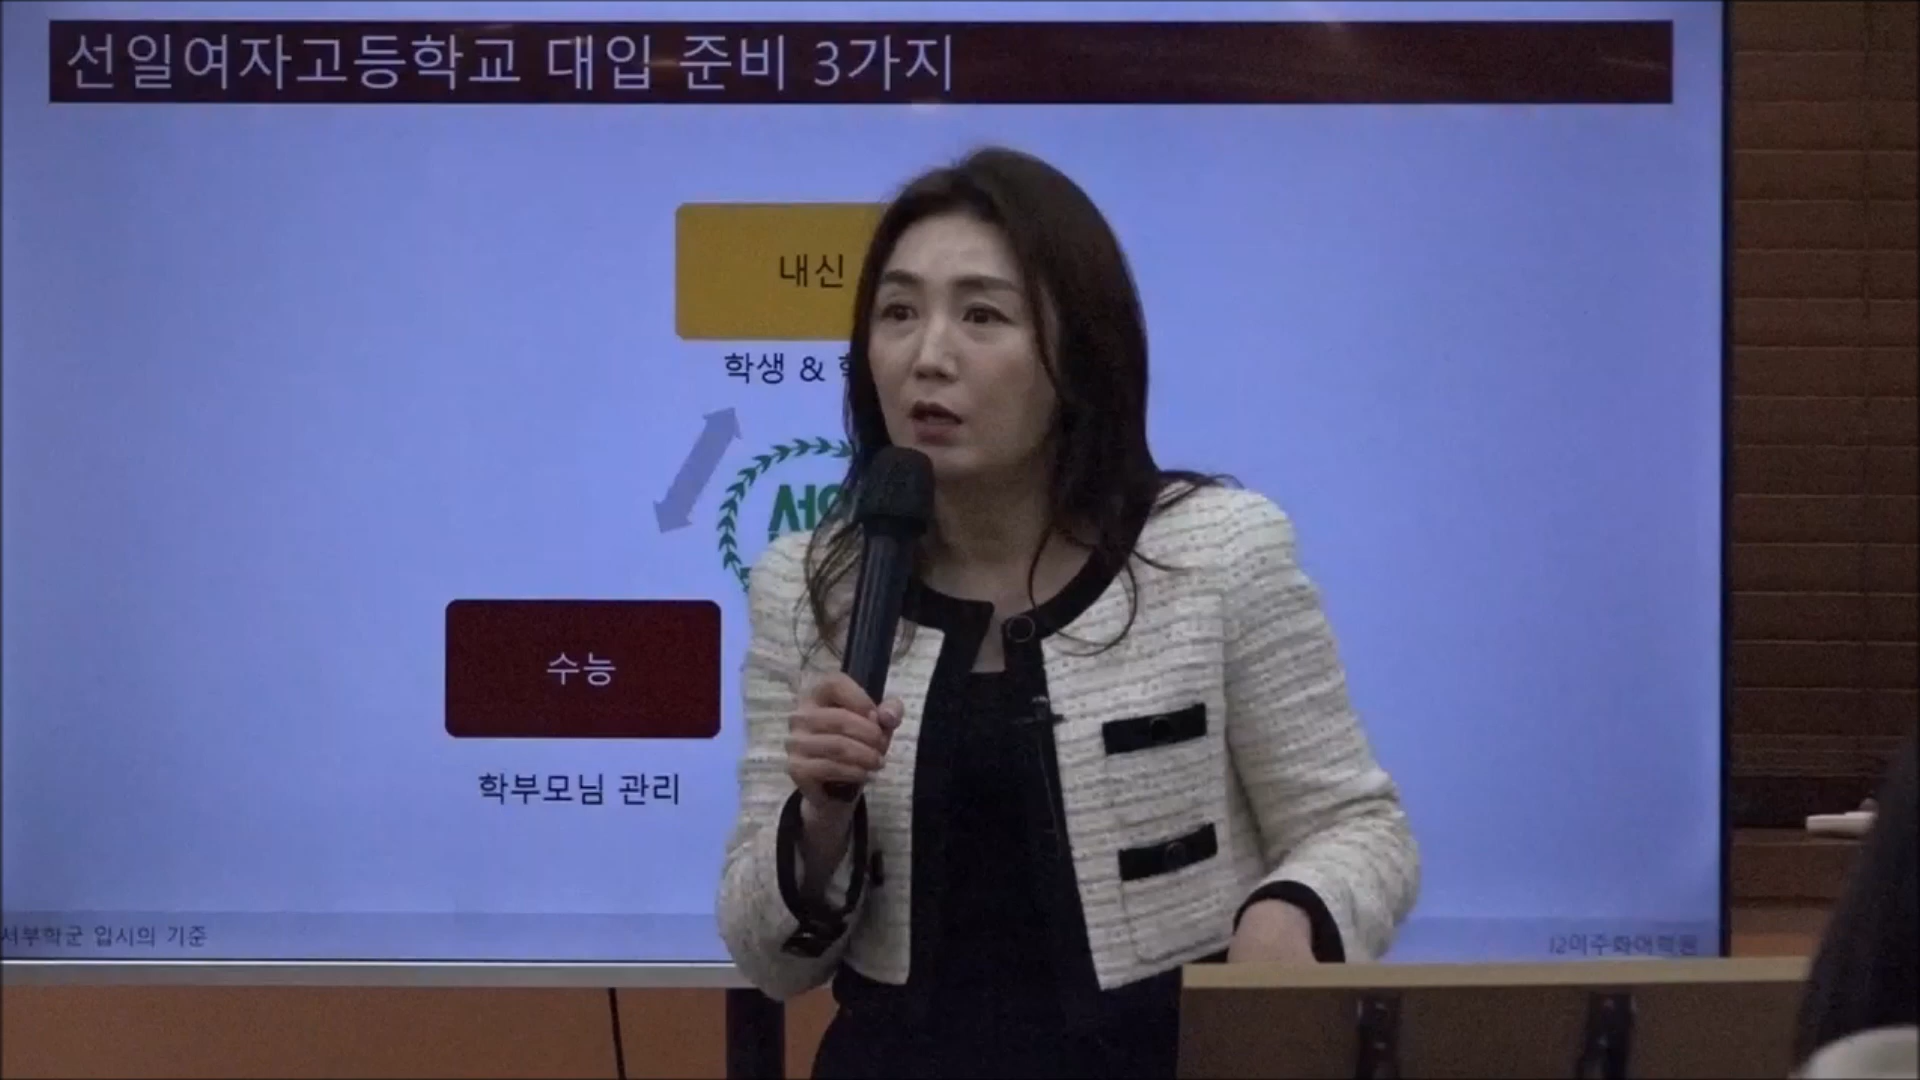 선일여자고등학교 대입 준비 3가지
내신
학생 &
수능
학부모님 관리
서부학군 입시의 기준